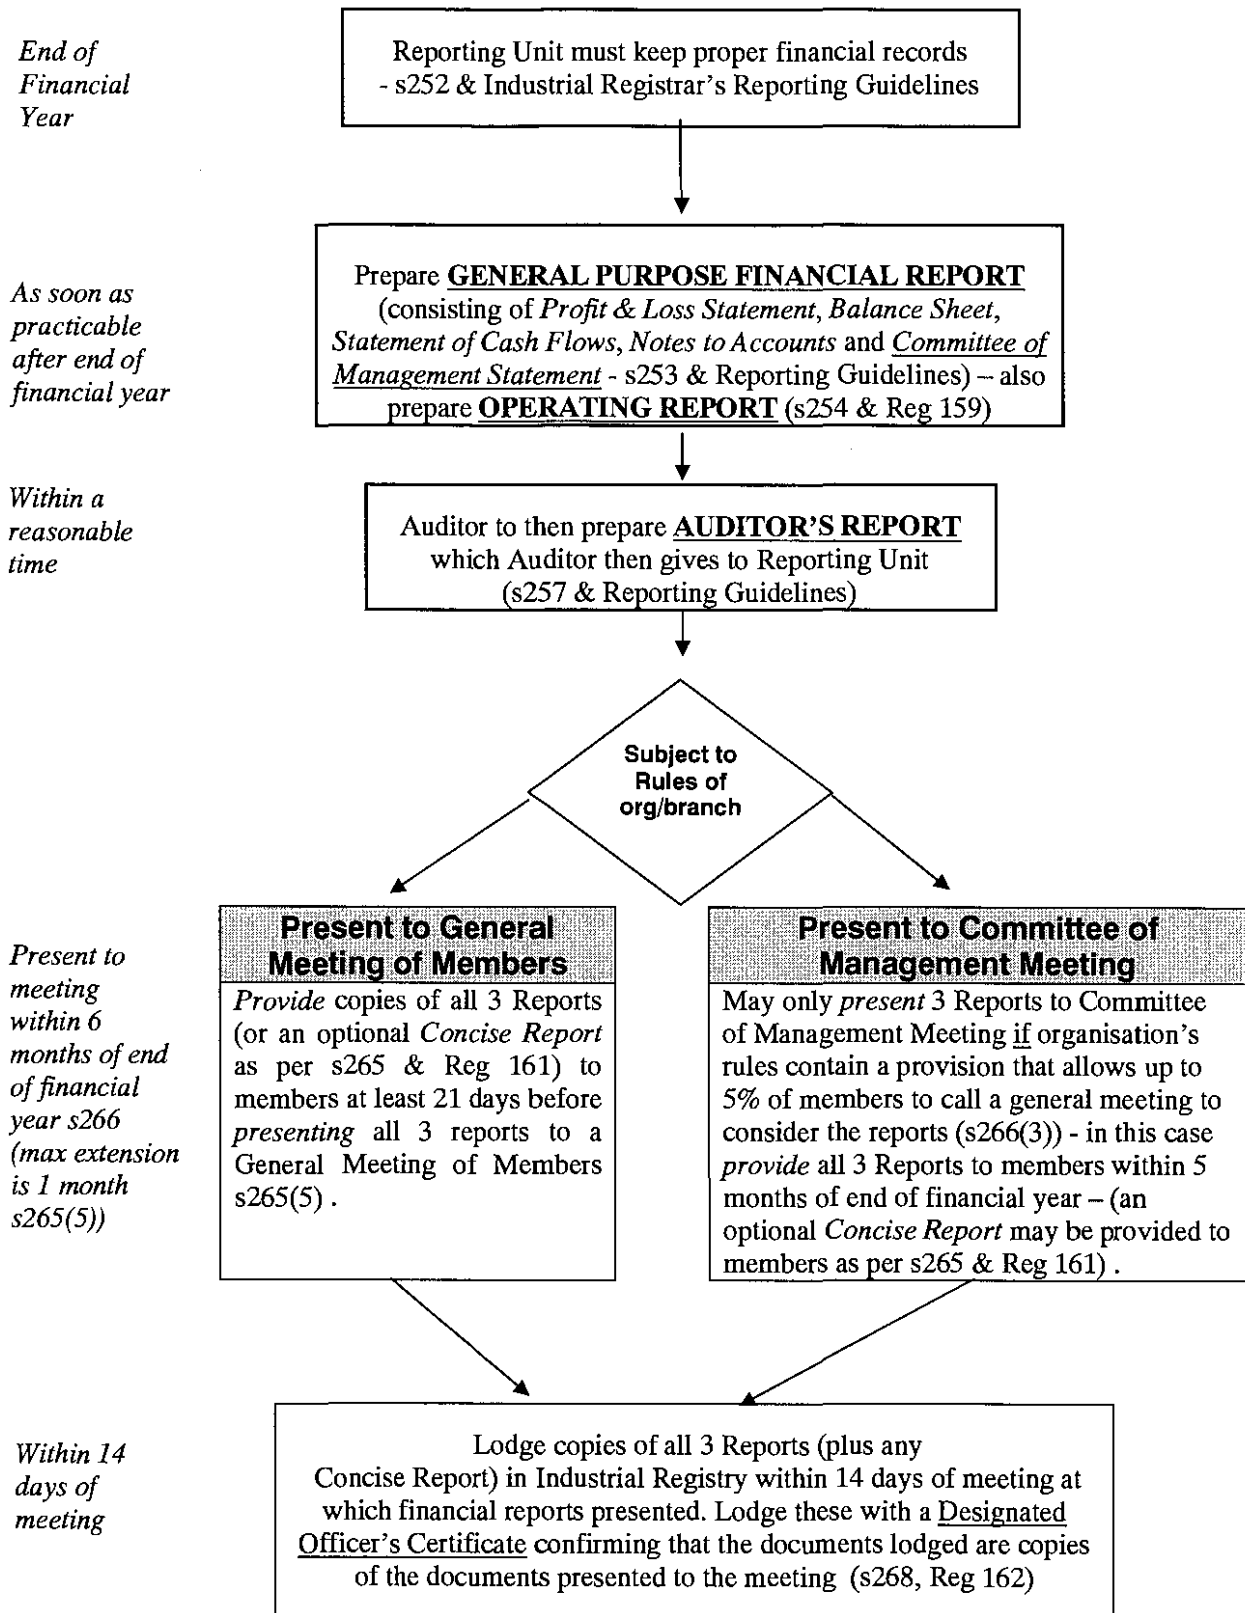 End of
Financial
Year
Reporting Unit must keep proper financial records
- s252 & Industrial Registrar's Reporting Guidelines
As soon as
practicable
after end of
financial year
Prepare GENERAL PURPOSE FINANCIAL REPORT
(consisting of Profit & Loss Statement, Balance Sheet,
Statement of Cash Flows, Notes to Accounts and Committee of
Management Statement - s253 & Reporting Guidelines) – also
prepare OPERATING REPORT (s254 & Reg 159)
Within a
reasonable
time
Auditor to then prepare AUDITOR'S REPORT
which Auditor then gives to Reporting Unit
(s257 & Reporting Guidelines)
Subject to
Rules of
org/branch
Present to
meeting
within 6
months of end
of financial
year s266
(max extension
is 1 month
s265(5))
Present to General
Meeting of Members
Provide copies of all 3 Reports
(or an optional Concise Report
as per s265 & Reg 161) to
members at least 21 days before
presenting all 3 reports to a
General Meeting of Members
s265(5) .
Present to Committee of
Management Meeting
May only present 3 Reports to Committee
of Management Meeting if organisation's
rules contain a provision that allows up to
5% of members to call a general meeting to
consider the reports (s266(3)) - in this case
provide all 3 Reports to members within 5
months of end of financial year – (an
optional Concise Report may be provided to
members as per s265 & Reg 161) .
Within 14
days of
meeting
Lodge copies of all 3 Reports (plus any
Concise Report) in Industrial Registry within 14 days of meeting at
which financial reports presented. Lodge these with a Designated
Officer's Certificate confirming that the documents lodged are copies
of the documents presented to the meeting (s268, Reg 162)